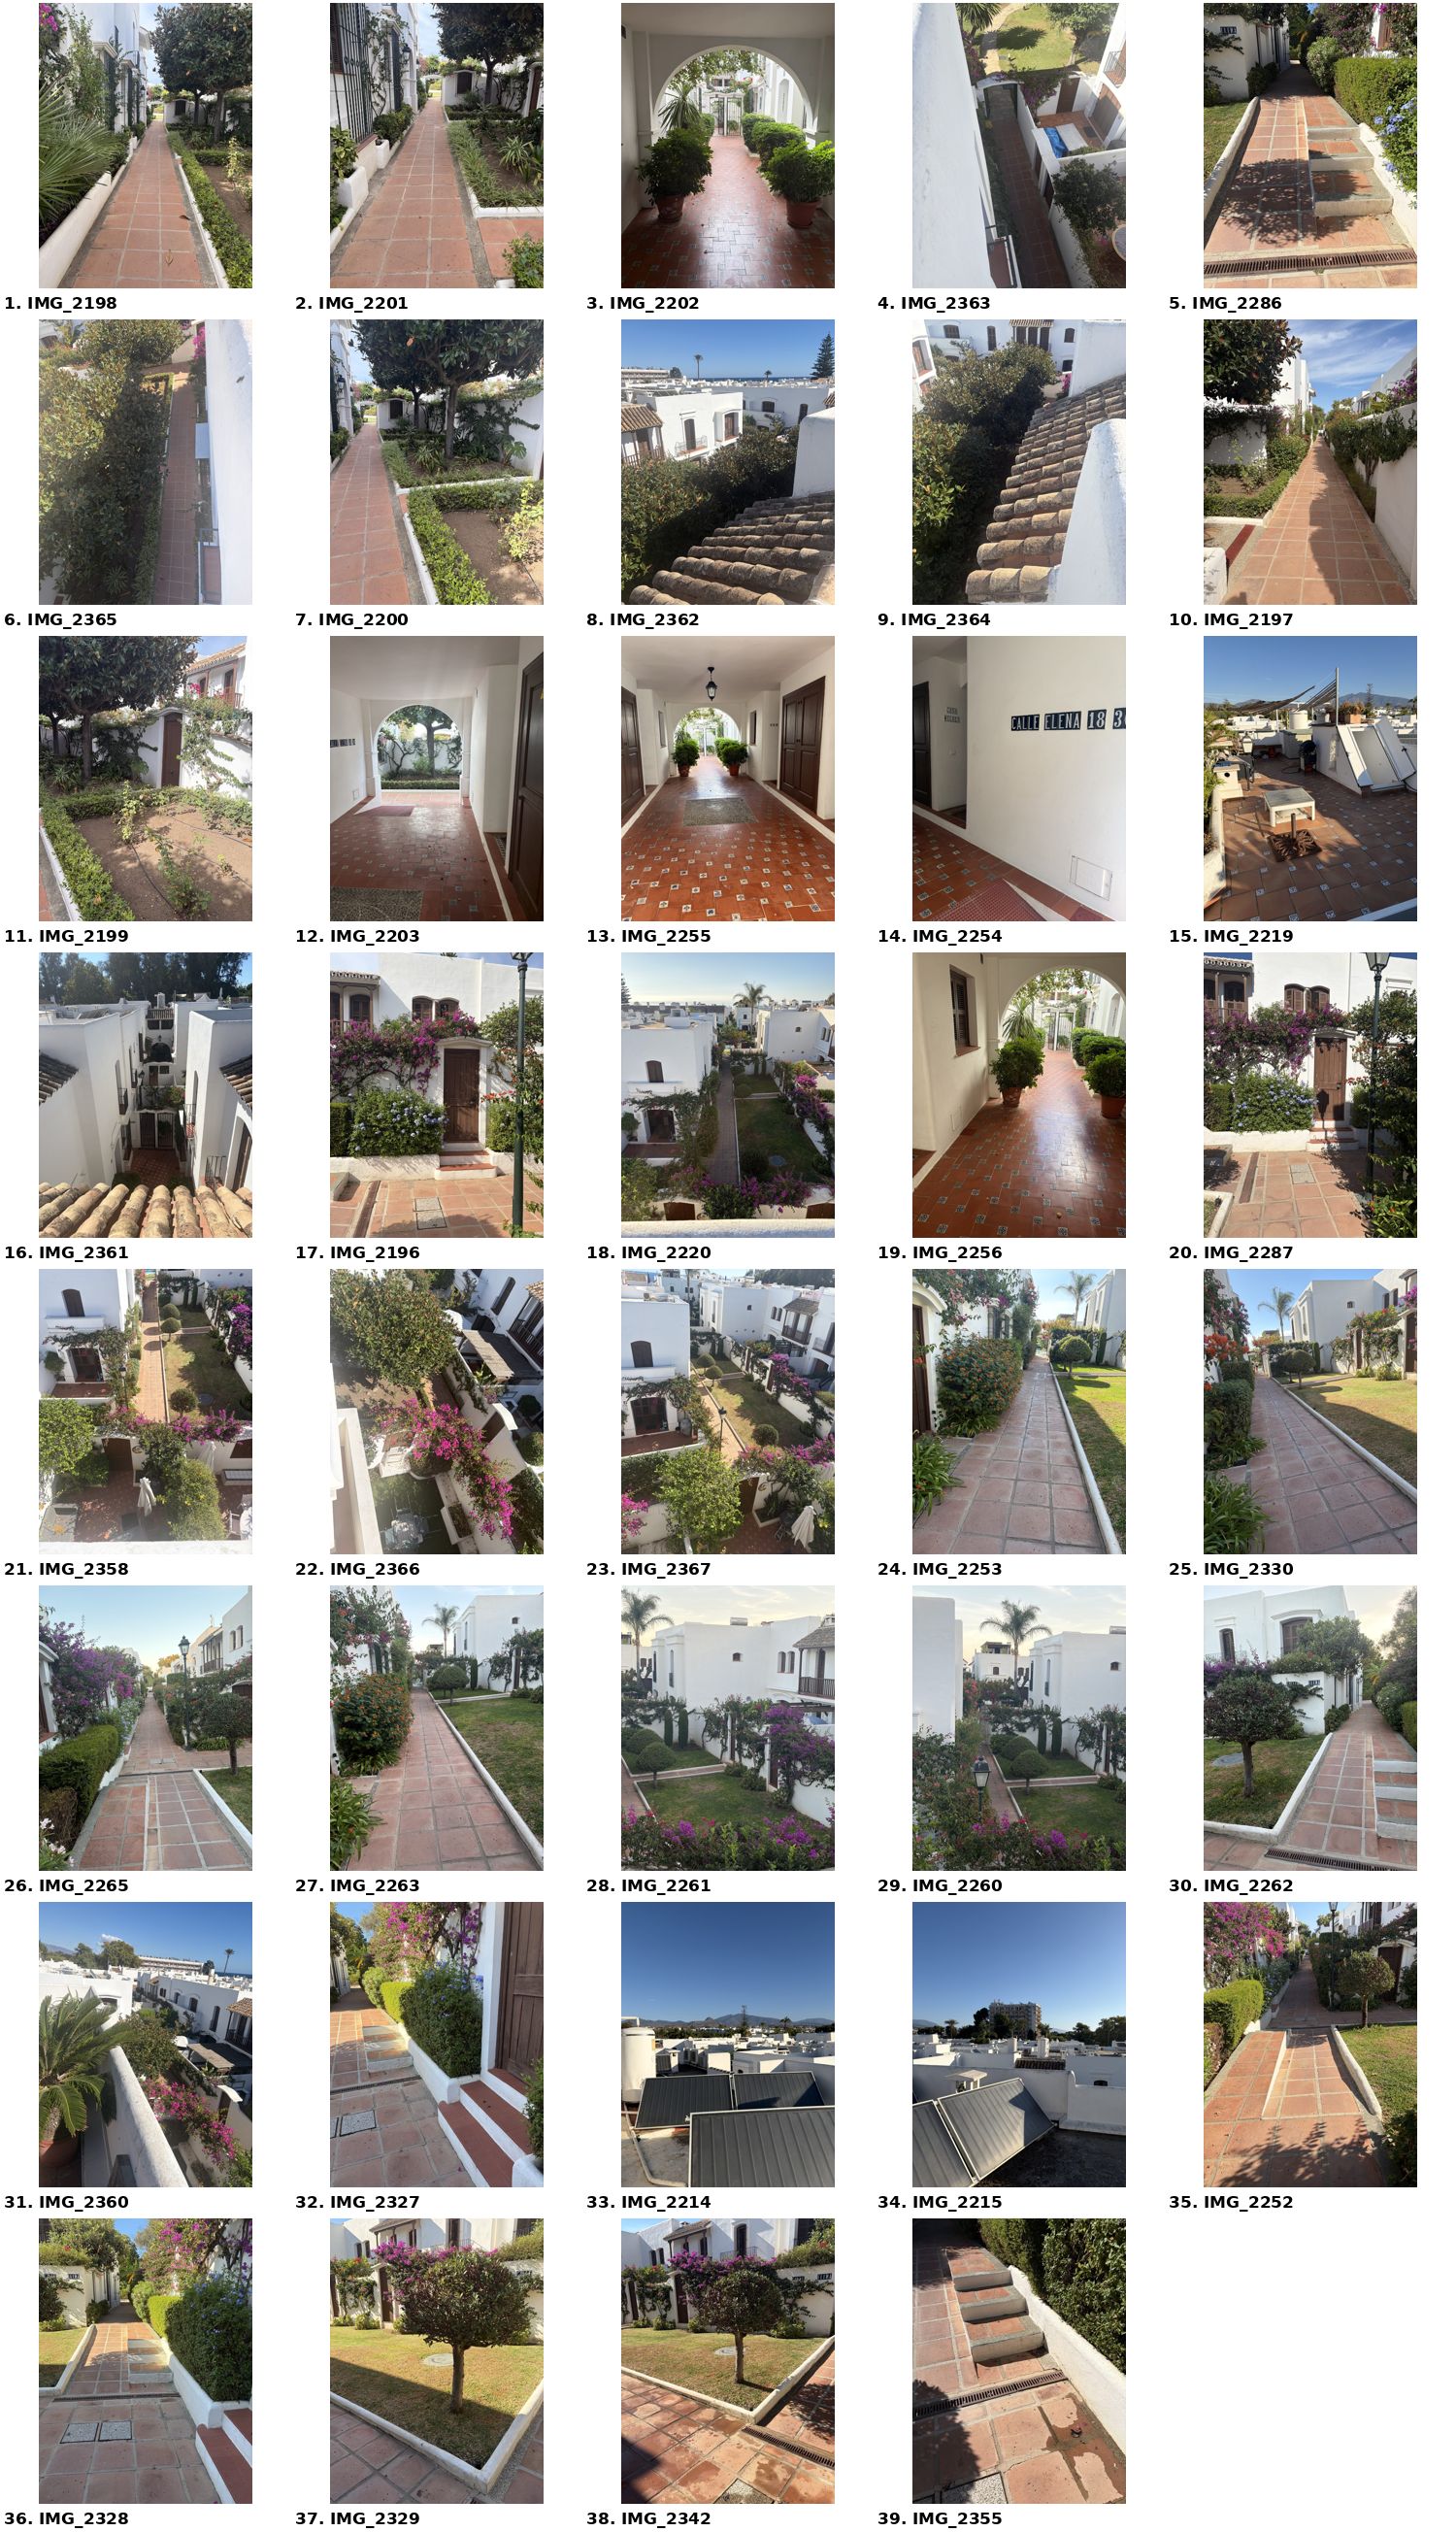 1. IMG_2198
2. IMG_2201
3. IMG_2202
4. IMG_2363
5. IMG_2286
6. IMG_2365
7. IMG_2200
8. IMG_2362
9. IMG_2364
10. IMG_2197
11. IMG_2199
12. IMG_2203
13. IMG_2255
CALLE ELENA 18
14. IMG_2254
15. IMG_2219
16. IMG_2361
17. IMG_2196
18. IMG_2220
19. IMG_2256
20. IMG_2287
21. IMG_2358
22. IMG_2366
23. IMG_2367
24. IMG_2253
25. IMG_2330
26. IMG_2265
27. IMG_2263
28. IMG_2261
29. IMG_2260
30. IMG_2262
31. IMG_2360
32. IMG_2327
33. IMG_2214
34. IMG_2215
35. IMG_2252
36. IMG_2328
37. IMG_2329
38. IMG_2342
39. IMG_2355